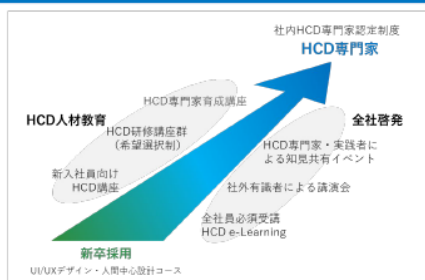 社内HCD専門家認定制度
HCD専門家
HCD専門家育成講座
HCD人材教育
HCD研修講座群
(希望選択制)
全社啓発
HCD専門家・実践者に
よる知見共有イベント
新入社員向け
HCD講座
社外有識者による講演会
全社員必須受講
HCD e-Learning
新卒採用
UI/UXデザイン・人間中心設計コース